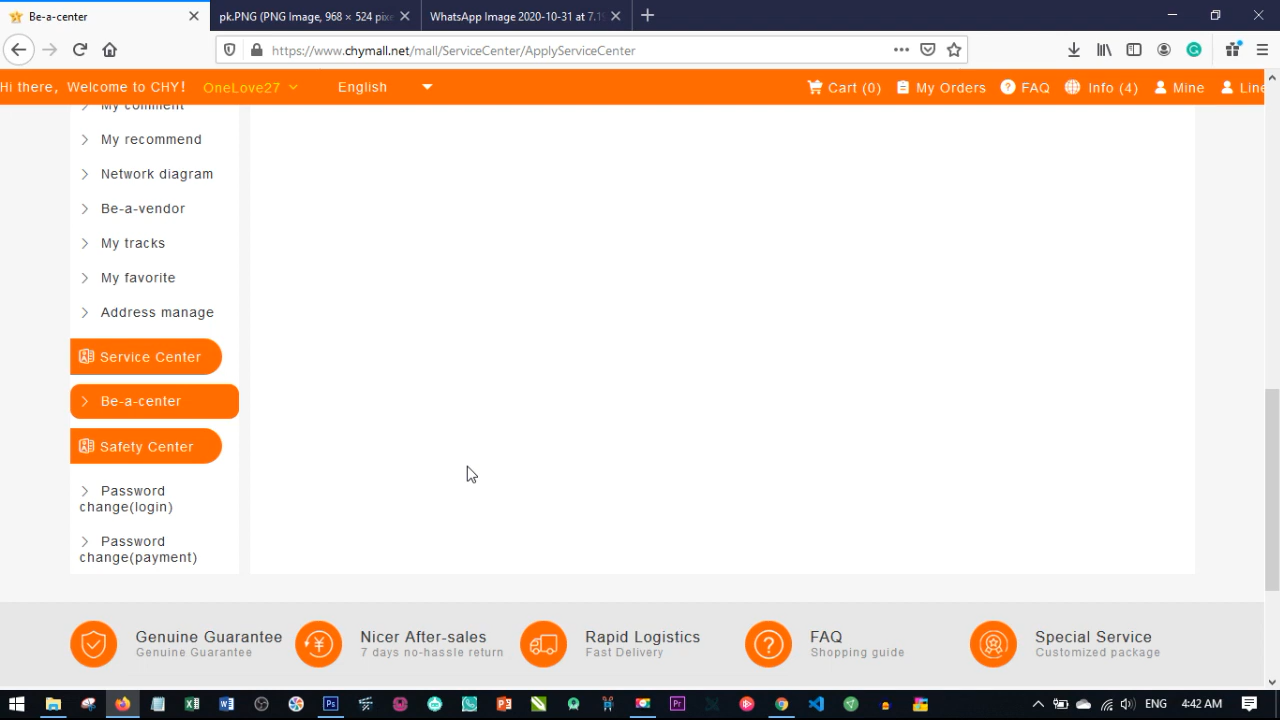 Be-a-center
pk.PNG (PNG Image, 968 × 524 pixe
WhatsApp Image 2020-10-31 at 7.1
https://www.chymall.net/mall/ServiceCenter/ApplyServiceCenter
Hi there, Welcome to CHY!
OneLove27
English
Cart (0)
My Orders
FAQ
Info (4)
Mine
Line
My comment
My recommend
Network diagram
Be-a-vendor
My tracks
My favorite
Address manage
Service Center
Be-a-center
Safety Center
Password
change(login)
Password
change(payment)
Genuine Guarantee
Genuine Guarantee
Nicer After-sales
7 days no-hassle return
Rapid Logistics
Fast Delivery
FAQ
Shopping guide
Special Service
Customized package
ENG
4:42 AM